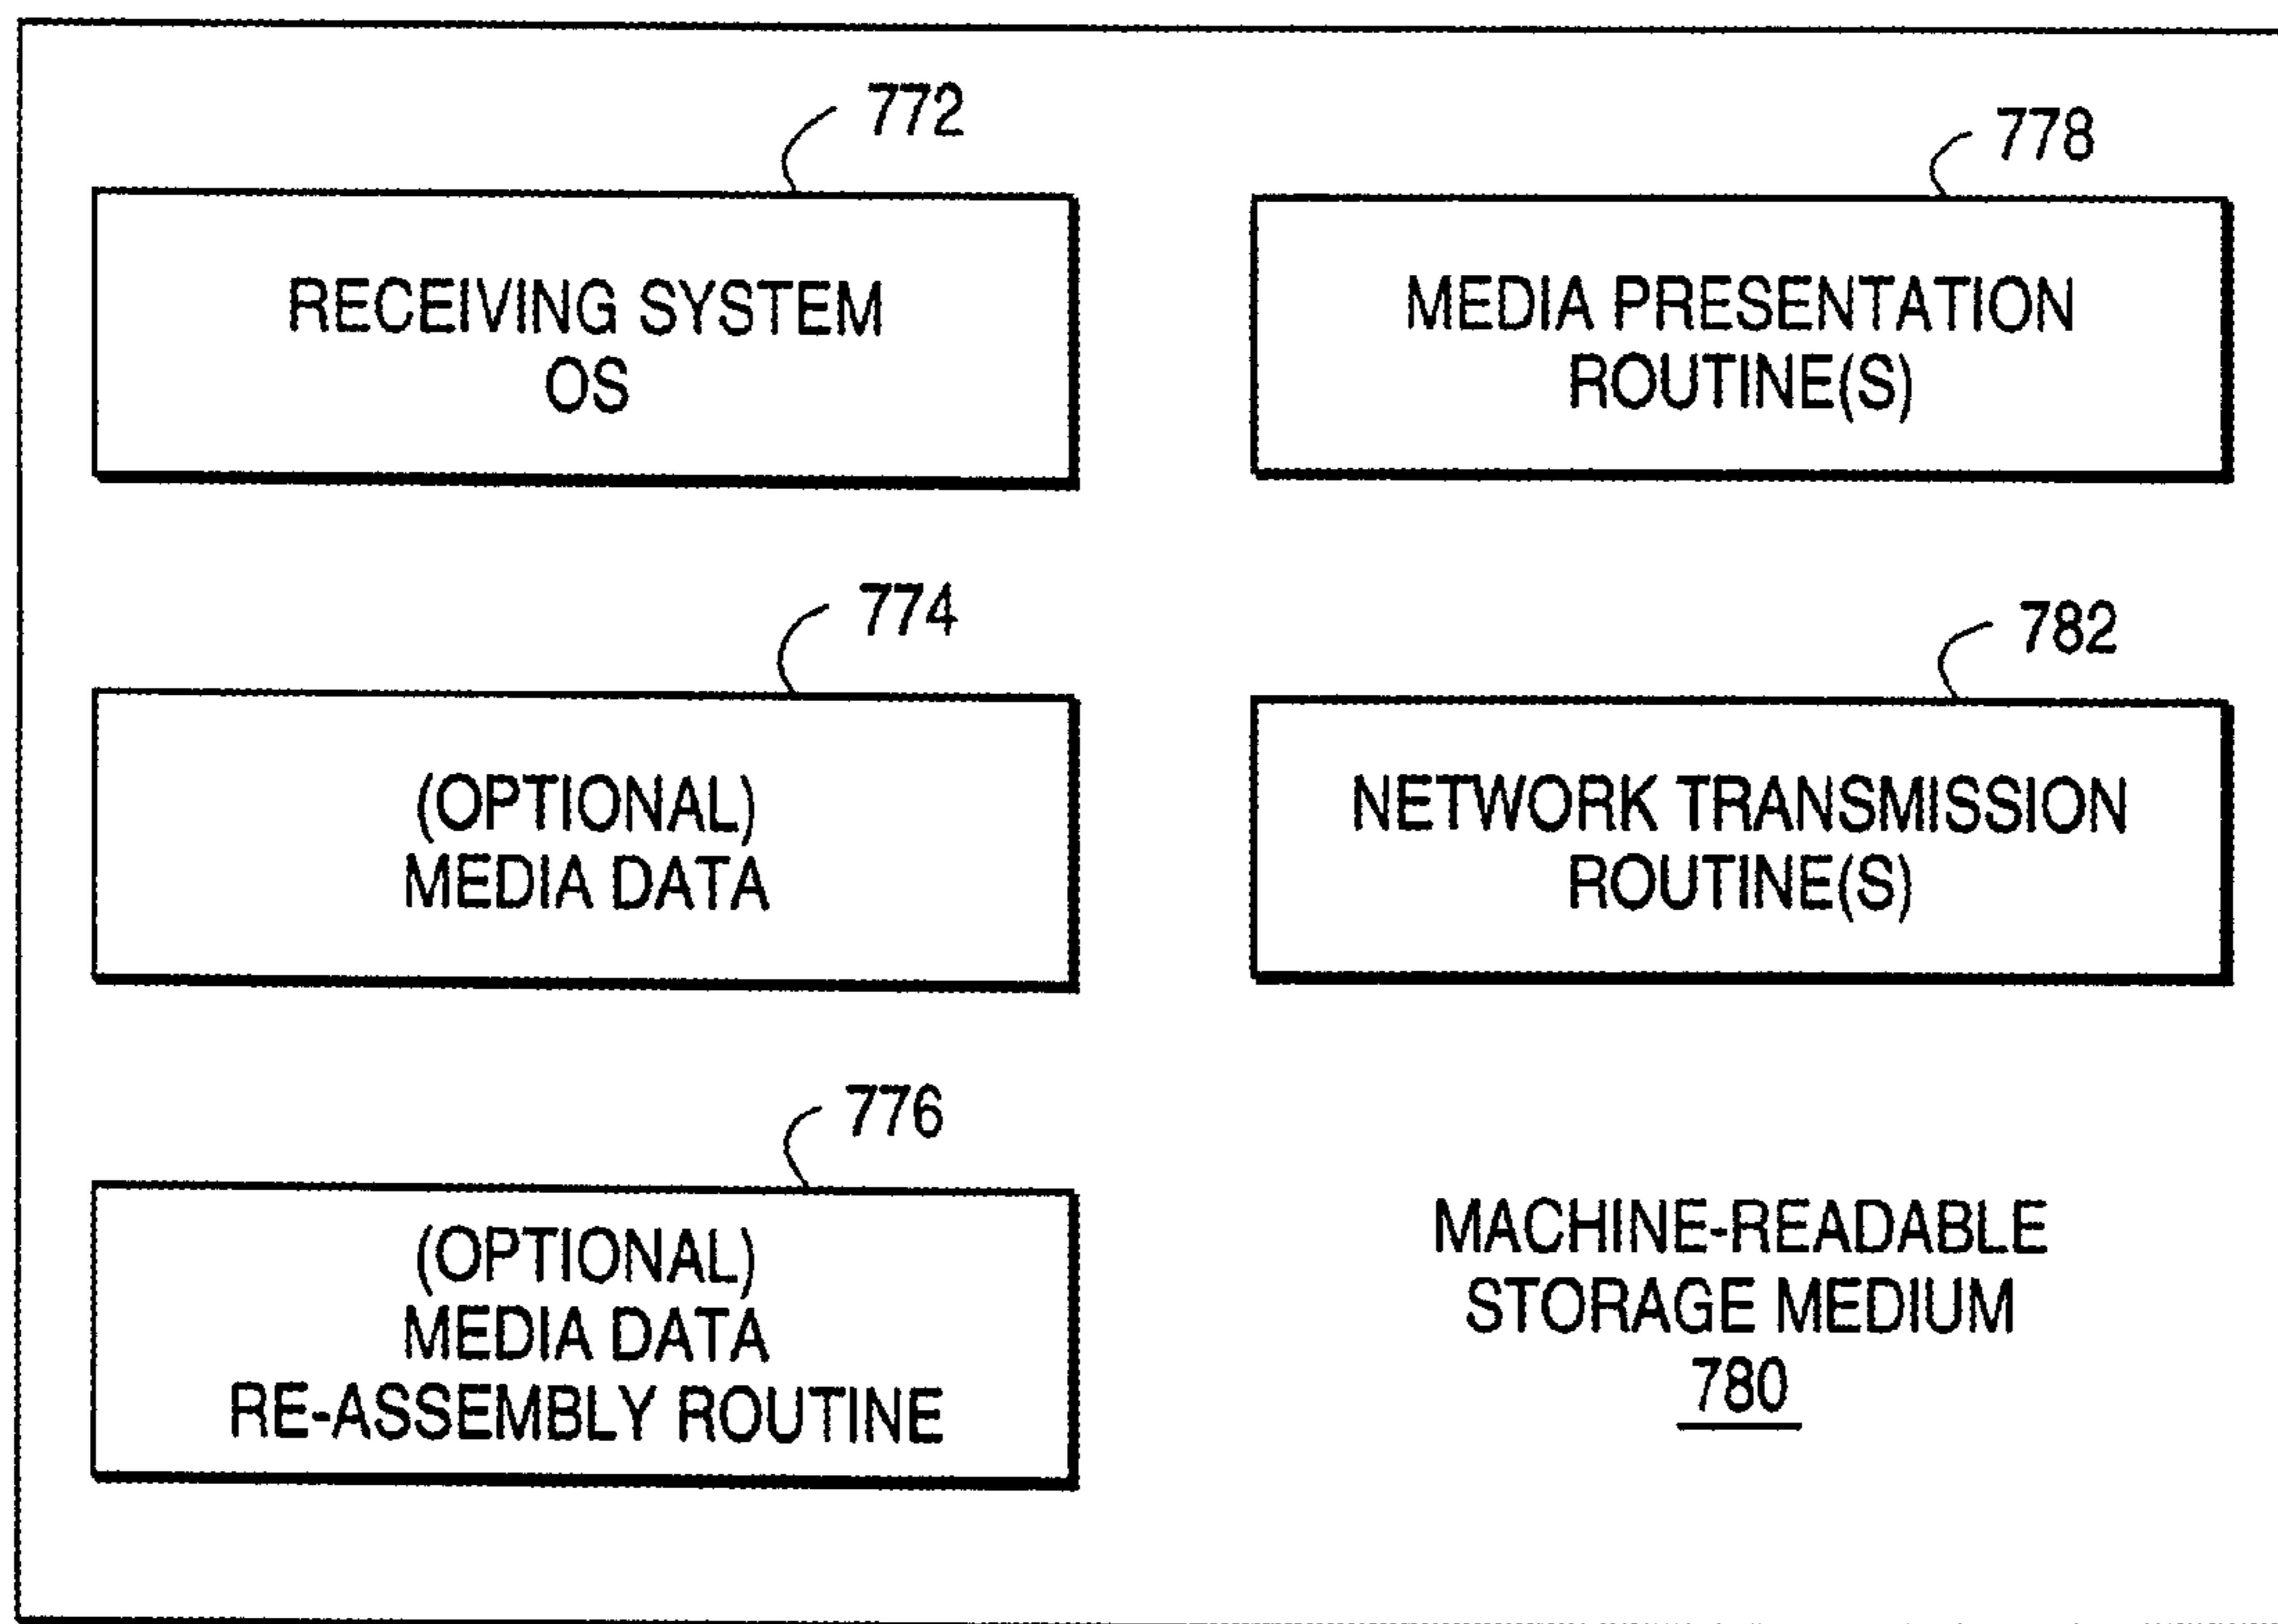 772
RECEIVING SYSTEM
OS
778
MEDIA PRESENTATION
ROUTINE(S)
774
(OPTIONAL)
MEDIA DATA
782
NETWORK TRANSMISSION
ROUTINE(S)
776
(OPTIONAL)
MEDIA DATA
RE-ASSEMBLY ROUTINE
MACHINE-READABLE
STORAGE MEDIUM
780